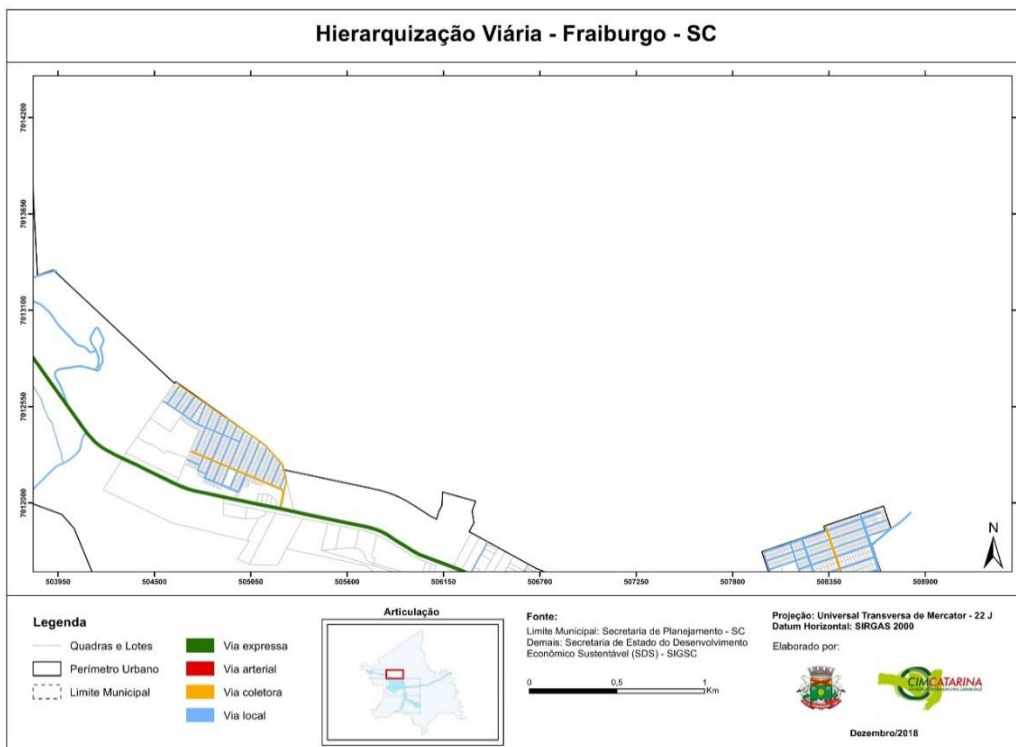 Hierarquização Viária - Fraiburgo - SC
7014200
7013650
7013100
7012550
7012000
503950
504500
505050
505600
506150
506700
507250
507800
508350
508900
N
Legenda
Quadras e Lotes
Perímetro Urbano
Limite Municipal
Via expressa
Via arterial
Via coletora
Via local
Articulação
Fonte:
Limite Municipal: Secretaria de Planejamento - SC
Demais: Secretaria de Estado do Desenvolvimento
Econômico Sustentável (SDS) - SIGSC
0 0,5 1
Km
Projeção: Universal Transversa de Mercator - 22 J
Datum Horizontal: SIRGAS 2000
Elaborado por:
CIMCATARINA
Dezembro/2018